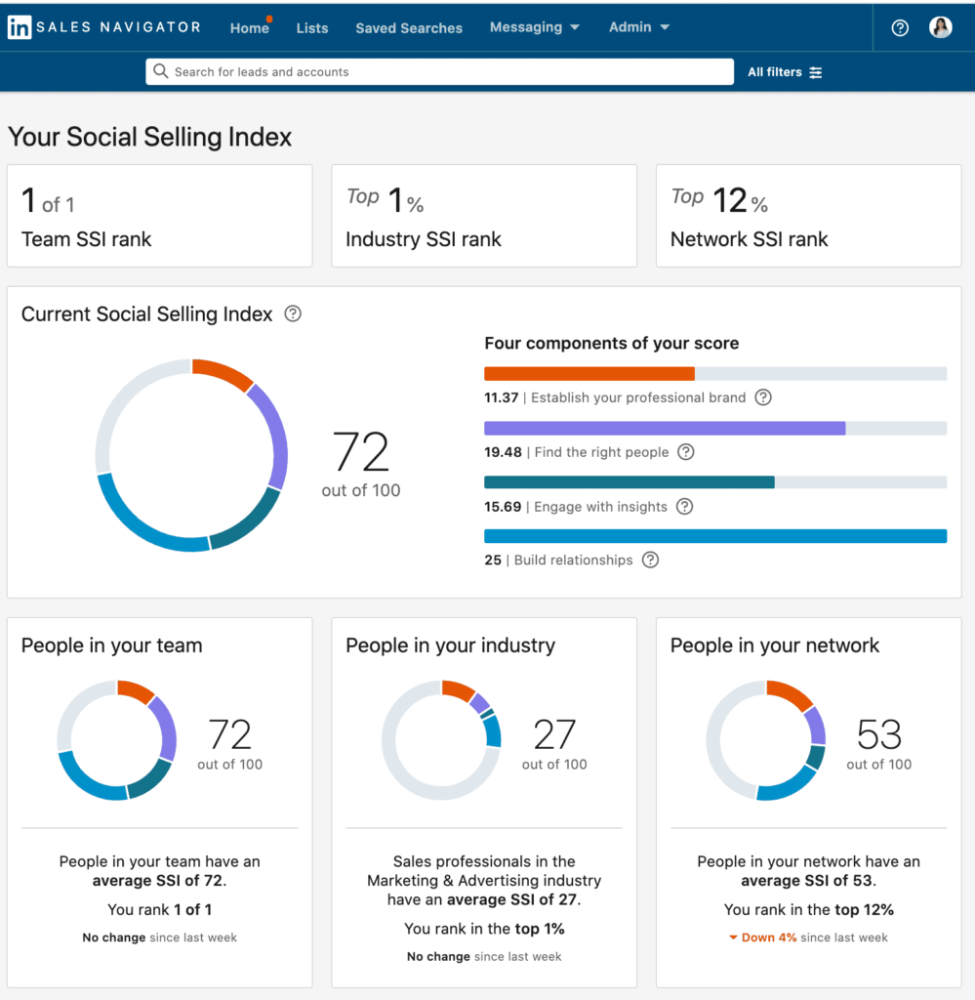 in SALES NAVIGATOR Home Lists Saved Searches Messaging Admin ?
Search for leads and accounts All filters
Your Social Selling Index
1 of 1
Team SSI rank
Top 1%
Industry SSI rank
Top 12%
Network SSI rank
Current Social Selling Index ?
72
out of 100
Four components of your score
11.37 | Establish your professional brand ?
19.48 | Find the right people ?
15.69 | Engage with insights ?
25 | Build relationships ?
People in your team
72
out of 100
People in your team have an
average SSI of 72.
You rank 1 of 1
No change since last week
People in your industry
27
out of 100
Sales professionals in the
Marketing & Advertising industry
have an average SSI of 27.
You rank in the top 1%
No change since last week
People in your network
53
out of 100
People in your network have an
average SSI of 53.
You rank in the top 12%
Down 4% since last week